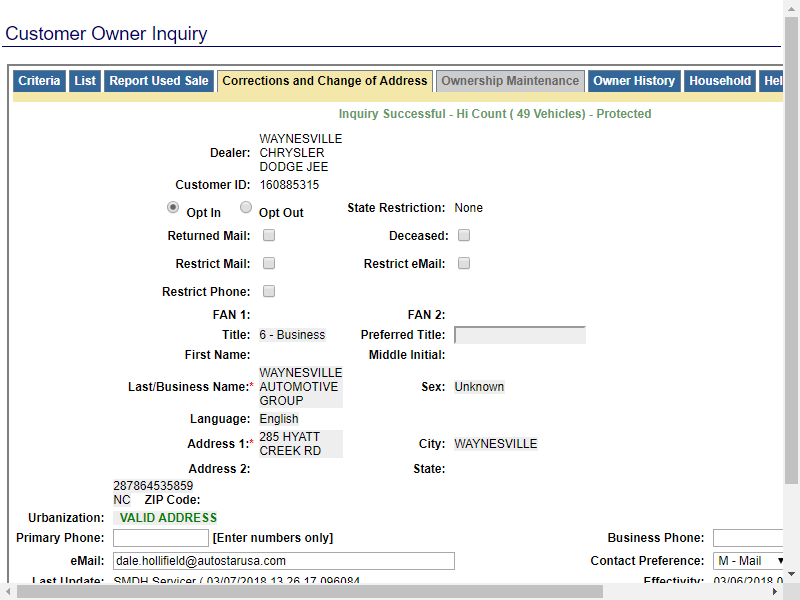 Customer Owner Inquiry
Criteria List Report Used Sale Corrections and Change of Address Ownership Maintenance Owner History Household Hel
Inquiry Successful - Hi Count ( 49 Vehicles) - Protected
Dealer: WAYNESVILLE
CHRYSLER
DODGE JEE
Customer ID: 160885315
Opt In Opt Out State Restriction: None
Returned Mail: Deceased:
Restrict Mail: Restrict eMail:
Restrict Phone:
FAN 1: FAN 2:
Title: 6 - Business Preferred Title:
First Name: Middle Initial:
Last/Business Name:* WAYNESVILLE
AUTOMOTIVE
GROUP
Sex: Unknown
Language: English
Address 1:* 285 HYATT
CREEK RD
City: WAYNESVILLE
Address 2: State:
287864535859
NC ZIP Code:
Urbanization: VALID ADDRESS
Primary Phone: [Enter numbers only] Business Phone:
eMail: dale.hollifield@autostarusa.com Contact Preference: M - Mail
Last Update: SMDH Servicer ( 03/07/2018 13.26.17.096084 Effectivity: 03/06/2018 0